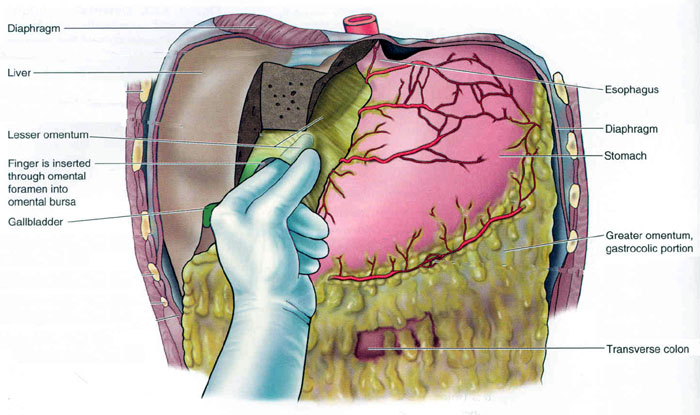 Diaphragm
Liver
Lesser omentum
Finger is inserted
through omental
foramen into
omental bursa
Gallbladder
Esophagus
Diaphragm
Stomach
Greater omentum,
gastrocolic portion
Transverse colon